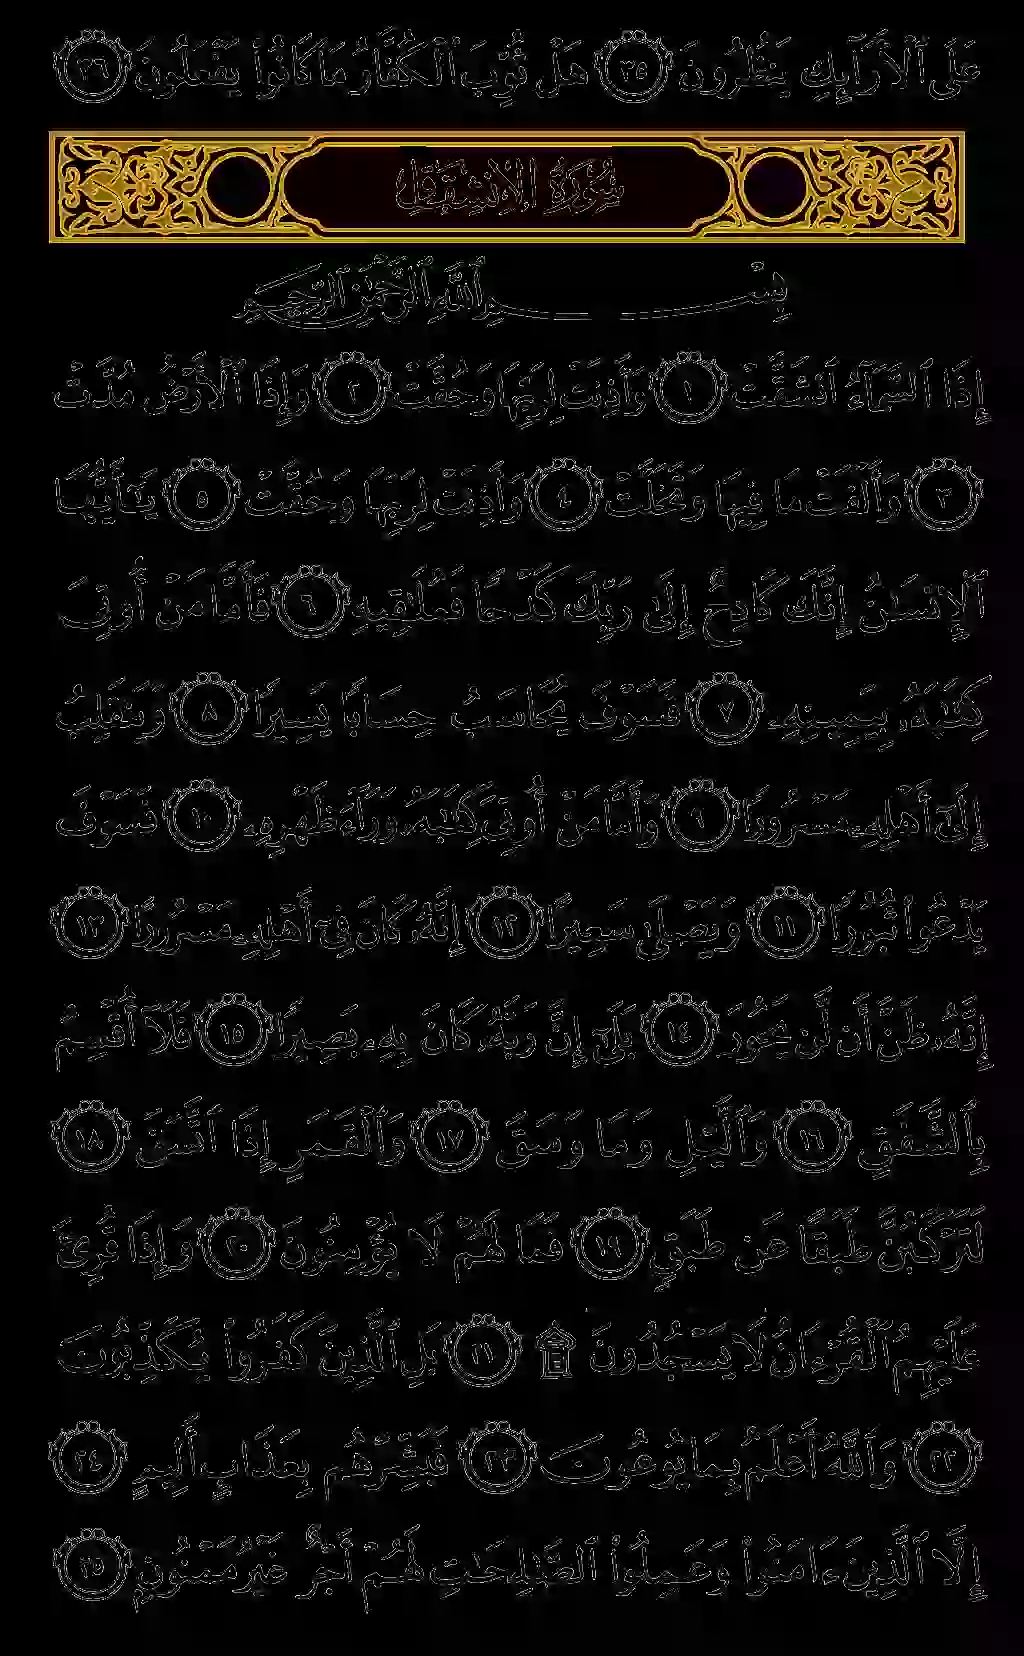 عَلَى ٱلْأَرَآئِكِ يَنظُرُونَ ٣٥ هَلْ ثُوِّبَ ٱلْكُفَّارُ مَا كَانُوا۟ يَفْعَلُونَ ٣٦
سُورَةُ الِانْشِقَاقِ
بِسْمِ ٱللَّهِ ٱلرَّحْمَٰنِ ٱلرَّحِيمِ
إِذَا ٱلسَّمَآءُ ٱنشَقَّتْ ١ وَأَذِنَتْ لِرَبِّهَا وَحُقَّتْ ٢ وَإِذَا ٱلْأَرْضُ مُدَّتْ
٣ وَأَلْقَتْ مَا فِيهَا وَتَخَلَّتْ ٤ وَأَذِنَتْ لِرَبِّهَا وَحُقَّتْ ٥ يَٰٓأَيُّهَا
ٱلْإِنسَٰنُ إِنَّكَ كَادِحٌ إِلَىٰ رَبِّكَ كَدْحًا فَمُلَٰقِيهِ ٦ فَأَمَّا مَنْ أُوتِىَ
كِتَٰبَهُۥ بِيَمِينِهِۦ ٧ فَسَوْفَ يُحَاسَبُ حِسَابًا يَسِيرًا ٨ وَيَنقَلِبُ
إِلَىٰٓ أَهْلِهِۦ مَسْرُورًا ٩ وَأَمَّا مَنْ أُوتِىَ كِتَٰبَهُۥ وَرَآءَ ظَهْرِهِۦ ١٠ فَسَوْفَ
يَدْعُوا۟ ثُبُورًا ١١ وَيَصْلَىٰ سَعِيرًا ١٢ إِنَّهُۥ كَانَ فِىٓ أَهْلِهِۦ مَسْرُورًا ١٣
إِنَّهُۥ ظَنَّ أَن لَّن يَحُورَ ١٤ بَلَىٰٓ إِنَّ رَبَّهُۥ كَانَ بِهِۦ بَصِيرًا ١٥ فَلَآ أُقْسِمُ
بِٱلشَّفَقِ ١٦ وَٱلَّيْلِ وَمَا وَسَقَ ١٧ وَٱلْقَمَرِ إِذَا ٱتَّسَقَ ١٨
لَتَرْكَبُنَّ طَبَقًا عَن طَبَقٍ ١٩ فَمَا لَهُمْ لَا يُؤْمِنُونَ ٢٠ وَإِذَا قُرِئَ
عَلَيْهِمُ ٱلْقُرْءَانُ لَا يَسْجُدُونَ ۩ ٢١ بَلِ ٱلَّذِينَ كَفَرُوا۟ يُكَذِّبُونَ
٢٢ وَٱللَّهُ أَعْلَمُ بِمَا يُوعُونَ ٢٣ فَبَشِّرْهُم بِعَذَابٍ أَلِيمٍ ٢٤
إِلَّا ٱلَّذِينَ ءَامَنُوا۟ وَعَمِلُوا۟ ٱلصَّٰلِحَٰتِ لَهُمْ أَجْرٌ غَيْرُ مَمْنُونٍۭ ٢٥